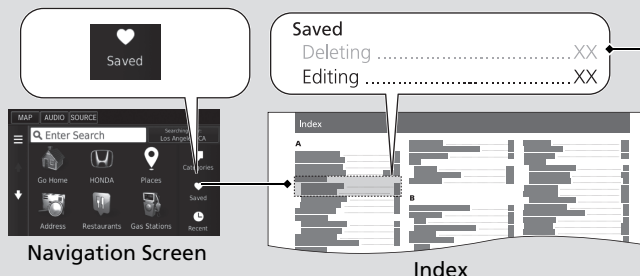 Saved
Saved
Deleting ........................................ XX
Editing ............................................ XX
MAP AUDIO SOURCE
Enter Search
Los Angeles, CA
Go Home HONDA Places Categories
Saved
Address Restaurants Gas Stations Recent
Navigation Screen
Index
A
B
Index